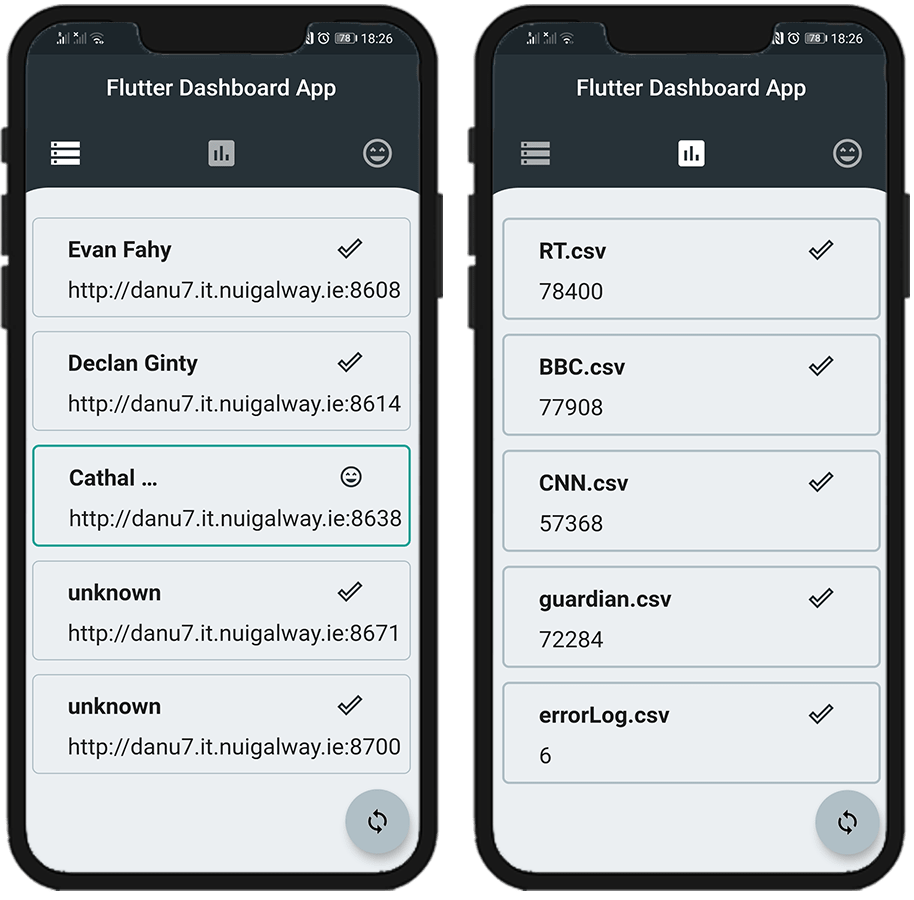 78 18:26
Flutter Dashboard App
Evan Fahy
http://danu7.it.nuigalway.ie:8608
Declan Ginty
http://danu7.it.nuigalway.ie:8614
Cathal ...
http://danu7.it.nuigalway.ie:8638
unknown
http://danu7.it.nuigalway.ie:8671
unknown
http://danu7.it.nuigalway.ie:8700
78 18:26
Flutter Dashboard App
RT.csv
78400
BBC.csv
77908
CNN.csv
57368
guardian.csv
72284
errorLog.csv
6